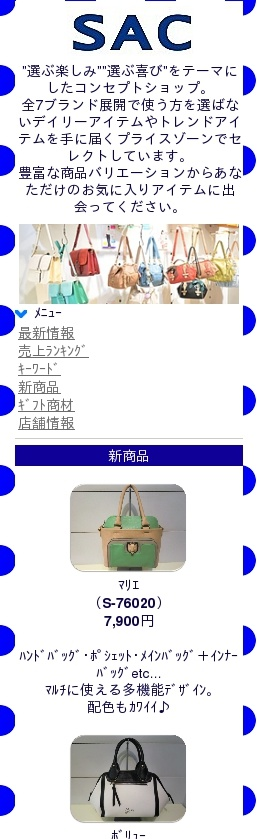 SAC
"選ぶ楽しみ""選ぶ喜び"をテーマに
したコンセプトショップ。
全7ブランド展開で使う方を選ばな
いデイリーアイテムやトレンドアイ
テムを手に届くプライスゾーンでセ
レクトしています。
豊富な商品バリエーションからあな
ただけのお気に入りアイテムに出
会ってください。
ﾒﾆｭｰ
最新情報
売上ﾗﾝｷﾝｸﾞ
ｷｰﾜｰﾄﾞ
新商品
ｷﾞﾌﾄ商材
店舗情報
新商品
ﾏﾘｴ
（S-76020）
7,900円
ﾊﾝﾄﾞﾊﾞｯｸﾞ･ﾎﾟｼｪｯﾄ･ﾒｲﾝﾊﾞｯｸﾞ＋ｲﾝﾅｰ
ﾊﾞｯｸﾞetc…
ﾏﾙﾁに使える多機能ﾃﾞｻﾞｲﾝ。
配色もｶﾜｲｲ♪
ﾎﾞﾘｭｰ